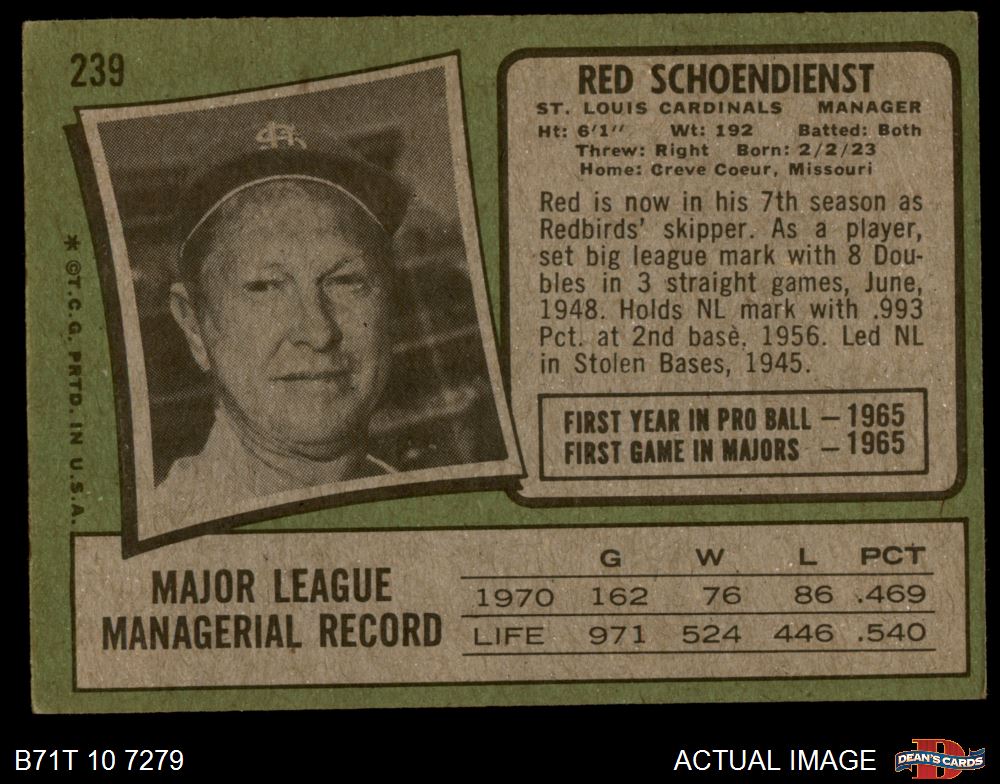 239
RED SCHOENDIENST
ST. LOUIS CARDINALS MANAGER
Ht: 6'1" Wt: 192 Batted: Both
Threw: Right Born: 2/2/23
Home: Creve Coeur, Missouri
Red is now in his 7th season as
Redbirds' skipper. As a player,
set big league mark with 8 Dou-
bles in 3 straight games, June,
1948. Holds NL mark with .993
Pct. at 2nd base, 1956. Led NL
in Stolen Bases, 1945.
FIRST YEAR IN PRO BALL — 1965
FIRST GAME IN MAJORS — 1965
* ©T.C.G. PRTD. IN U.S.A.
MAJOR LEAGUE
MANAGERIAL RECORD
G W L PCT
1970 162 76 86 .469
LIFE 971 524 446 .540
B71T 10 7279
ACTUAL IMAGE
D
DEAN'S CARDS